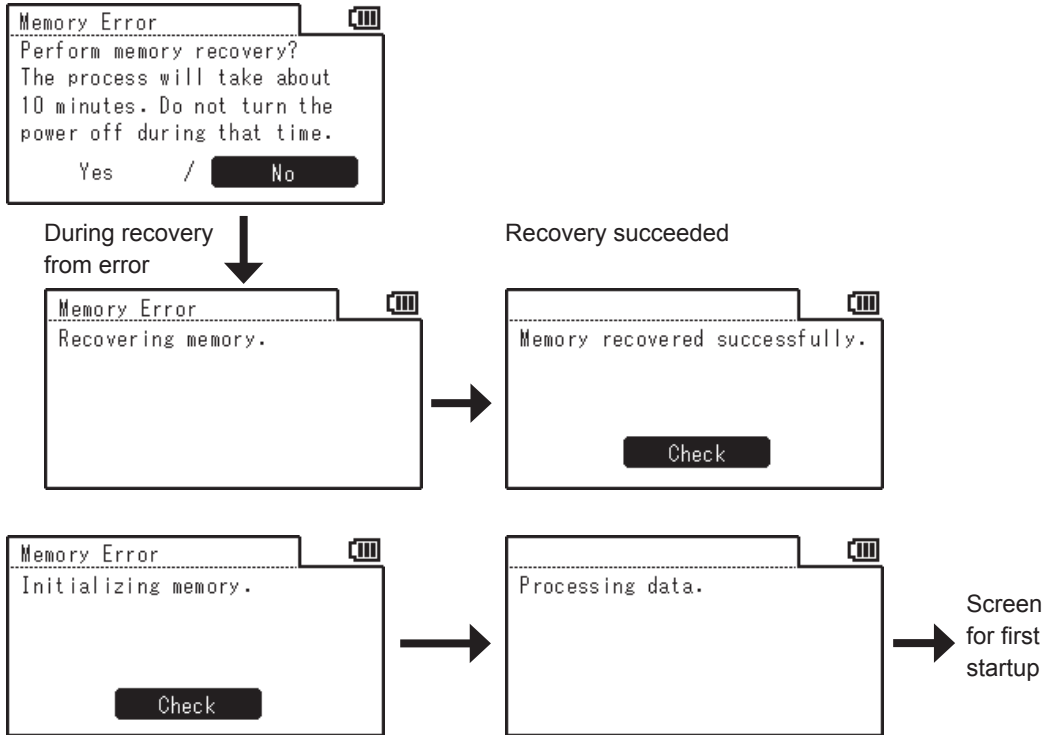 Memory Error
Perform memory recovery?
The process will take about
10 minutes. Do not turn the
power off during that time.
Yes / No
During recovery
from error
Recovery succeeded
Memory Error
Recovering memory.
Memory recovered successfully.
Check
Memory Error
Initializing memory.
Check
Processing data.
Screen
for first
startup